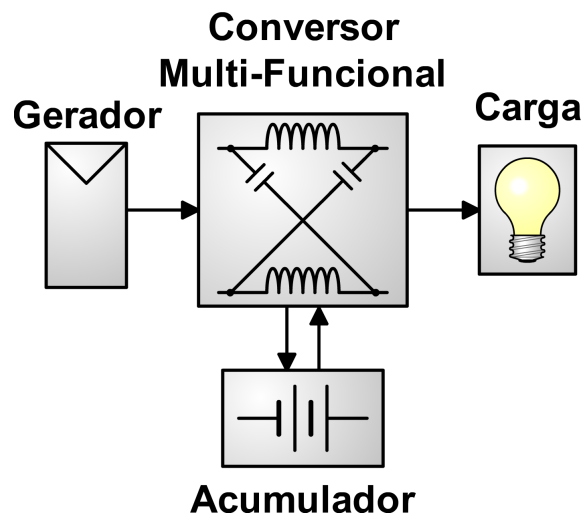 Conversor
Multi-Funcional
Gerador
Carga
Acumulador